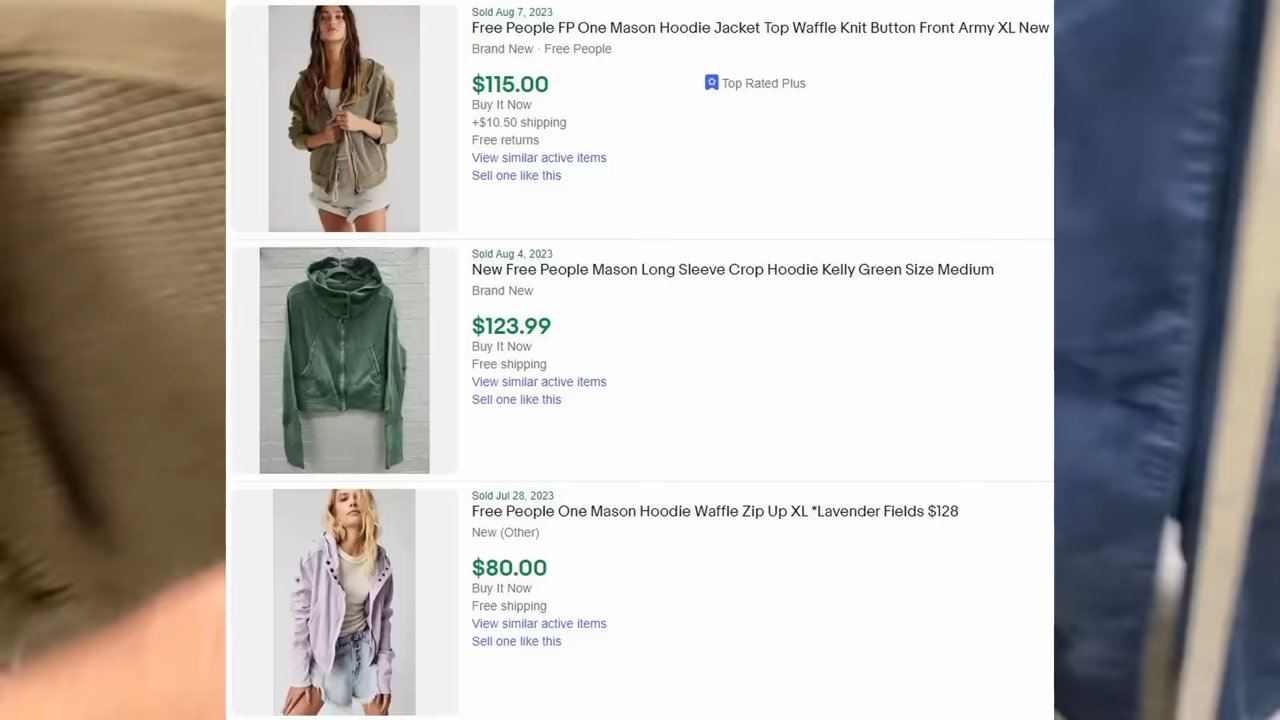 Sold Aug 7, 2023
Free People FP One Mason Hoodie Jacket Top Waffle Knit Button Front Army XL New
Brand New · Free People
$115.00
Top Rated Plus
Buy It Now
+$10.50 shipping
Free returns
View similar active items
Sell one like this
Sold Aug 4, 2023
New Free People Mason Long Sleeve Crop Hoodie Kelly Green Size Medium
Brand New
$123.99
Buy It Now
Free shipping
View similar active items
Sell one like this
Sold Jul 28, 2023
Free People One Mason Hoodie Waffle Zip Up XL *Lavender Fields $128
New (Other)
$80.00
Buy It Now
Free shipping
View similar active items
Sell one like this